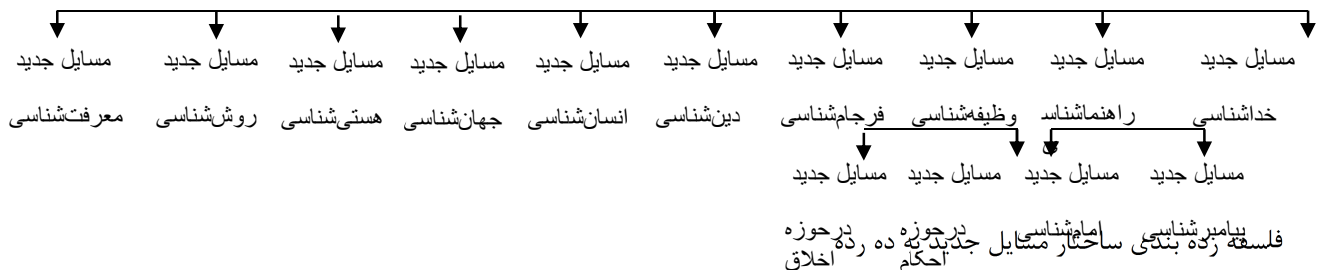 مسایل جدید مسایل جدید مسایل جدید مسایل جدید مسایل جدید مسایل جدید مسایل جدید مسایل جدید مسایل جدید مسایل جدید
خداشناسی راهنماشناسی وظیفه‌شناسی فرجام‌شناسی دین‌شناسی انسان‌شناسی جهان‌شناسی هستی‌شناسی روش‌شناسی معرفت‌شناسی
مسایل جدید مسایل جدید مسایل جدید مسایل جدید
پیامبرشناسی امام‌شناسی درحوزه درحوزه
احکام اخلاق
فلسفه رده بندی ساختار مسایل جدید به ده رده